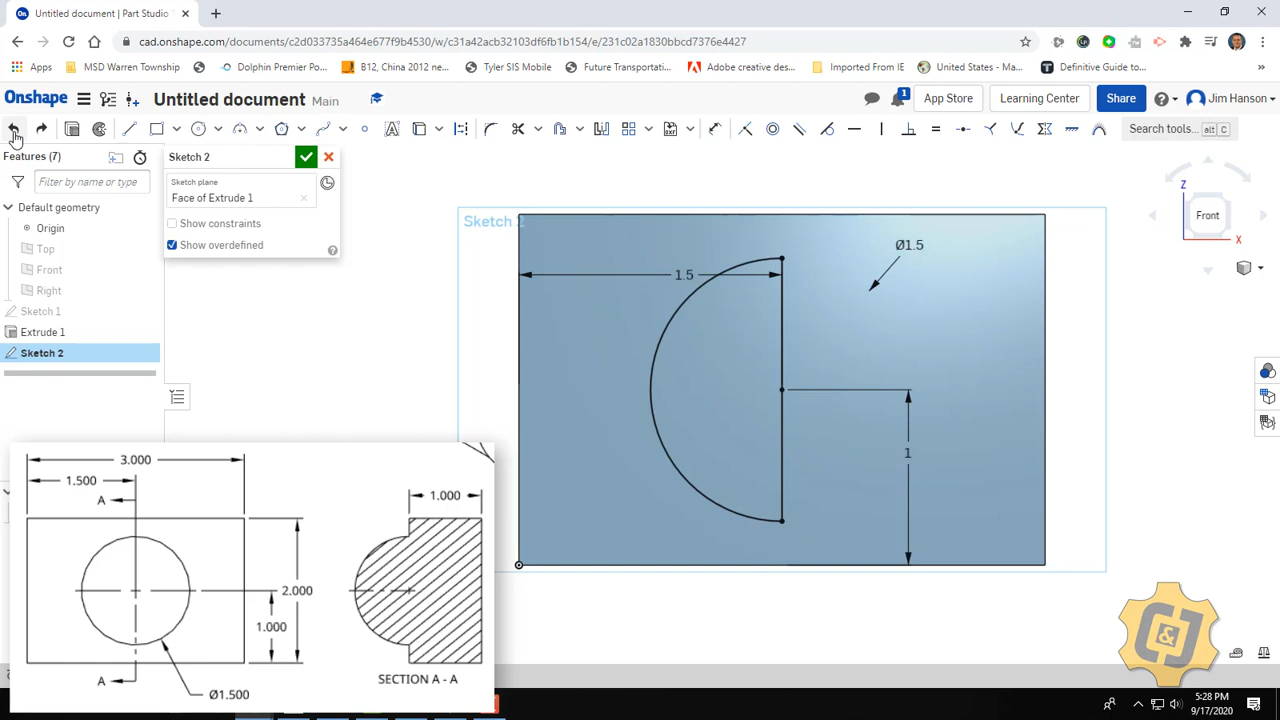 Untitled document | Part Studio
cad.onshape.com/documents/c2d033735a464e677f9b4530/w/c31a42acb32103df6fb1b154/e/231c02a1830bbcd7376e4427
Apps
MSD Warren Township
Dolphin Premier Po...
B12, China 2012 ne...
Tyler SIS Mobile
Future Transportati...
Adobe creative des...
Imported From IE
United States - Ma...
Definitive Guide to...
Onshape
Untitled document Main
1
App Store
Learning Center
Share
Jim Hanson
Search tools... alt C
Features (7)
Filter by name or type
Default geometry
Origin
Top
Front
Right
Sketch 1
Extrude 1
Sketch 2
Sketch 2
Sketch plane
Face of Extrude 1
Show constraints
Show overdefined
Sketch 2
1.5
Ø1.5
1
Z
Front
X
3.000
1.500
A
A
1.000
2.000
1.000
Ø1.500
SECTION A - A
C J
&
5:28 PM
9/17/2020